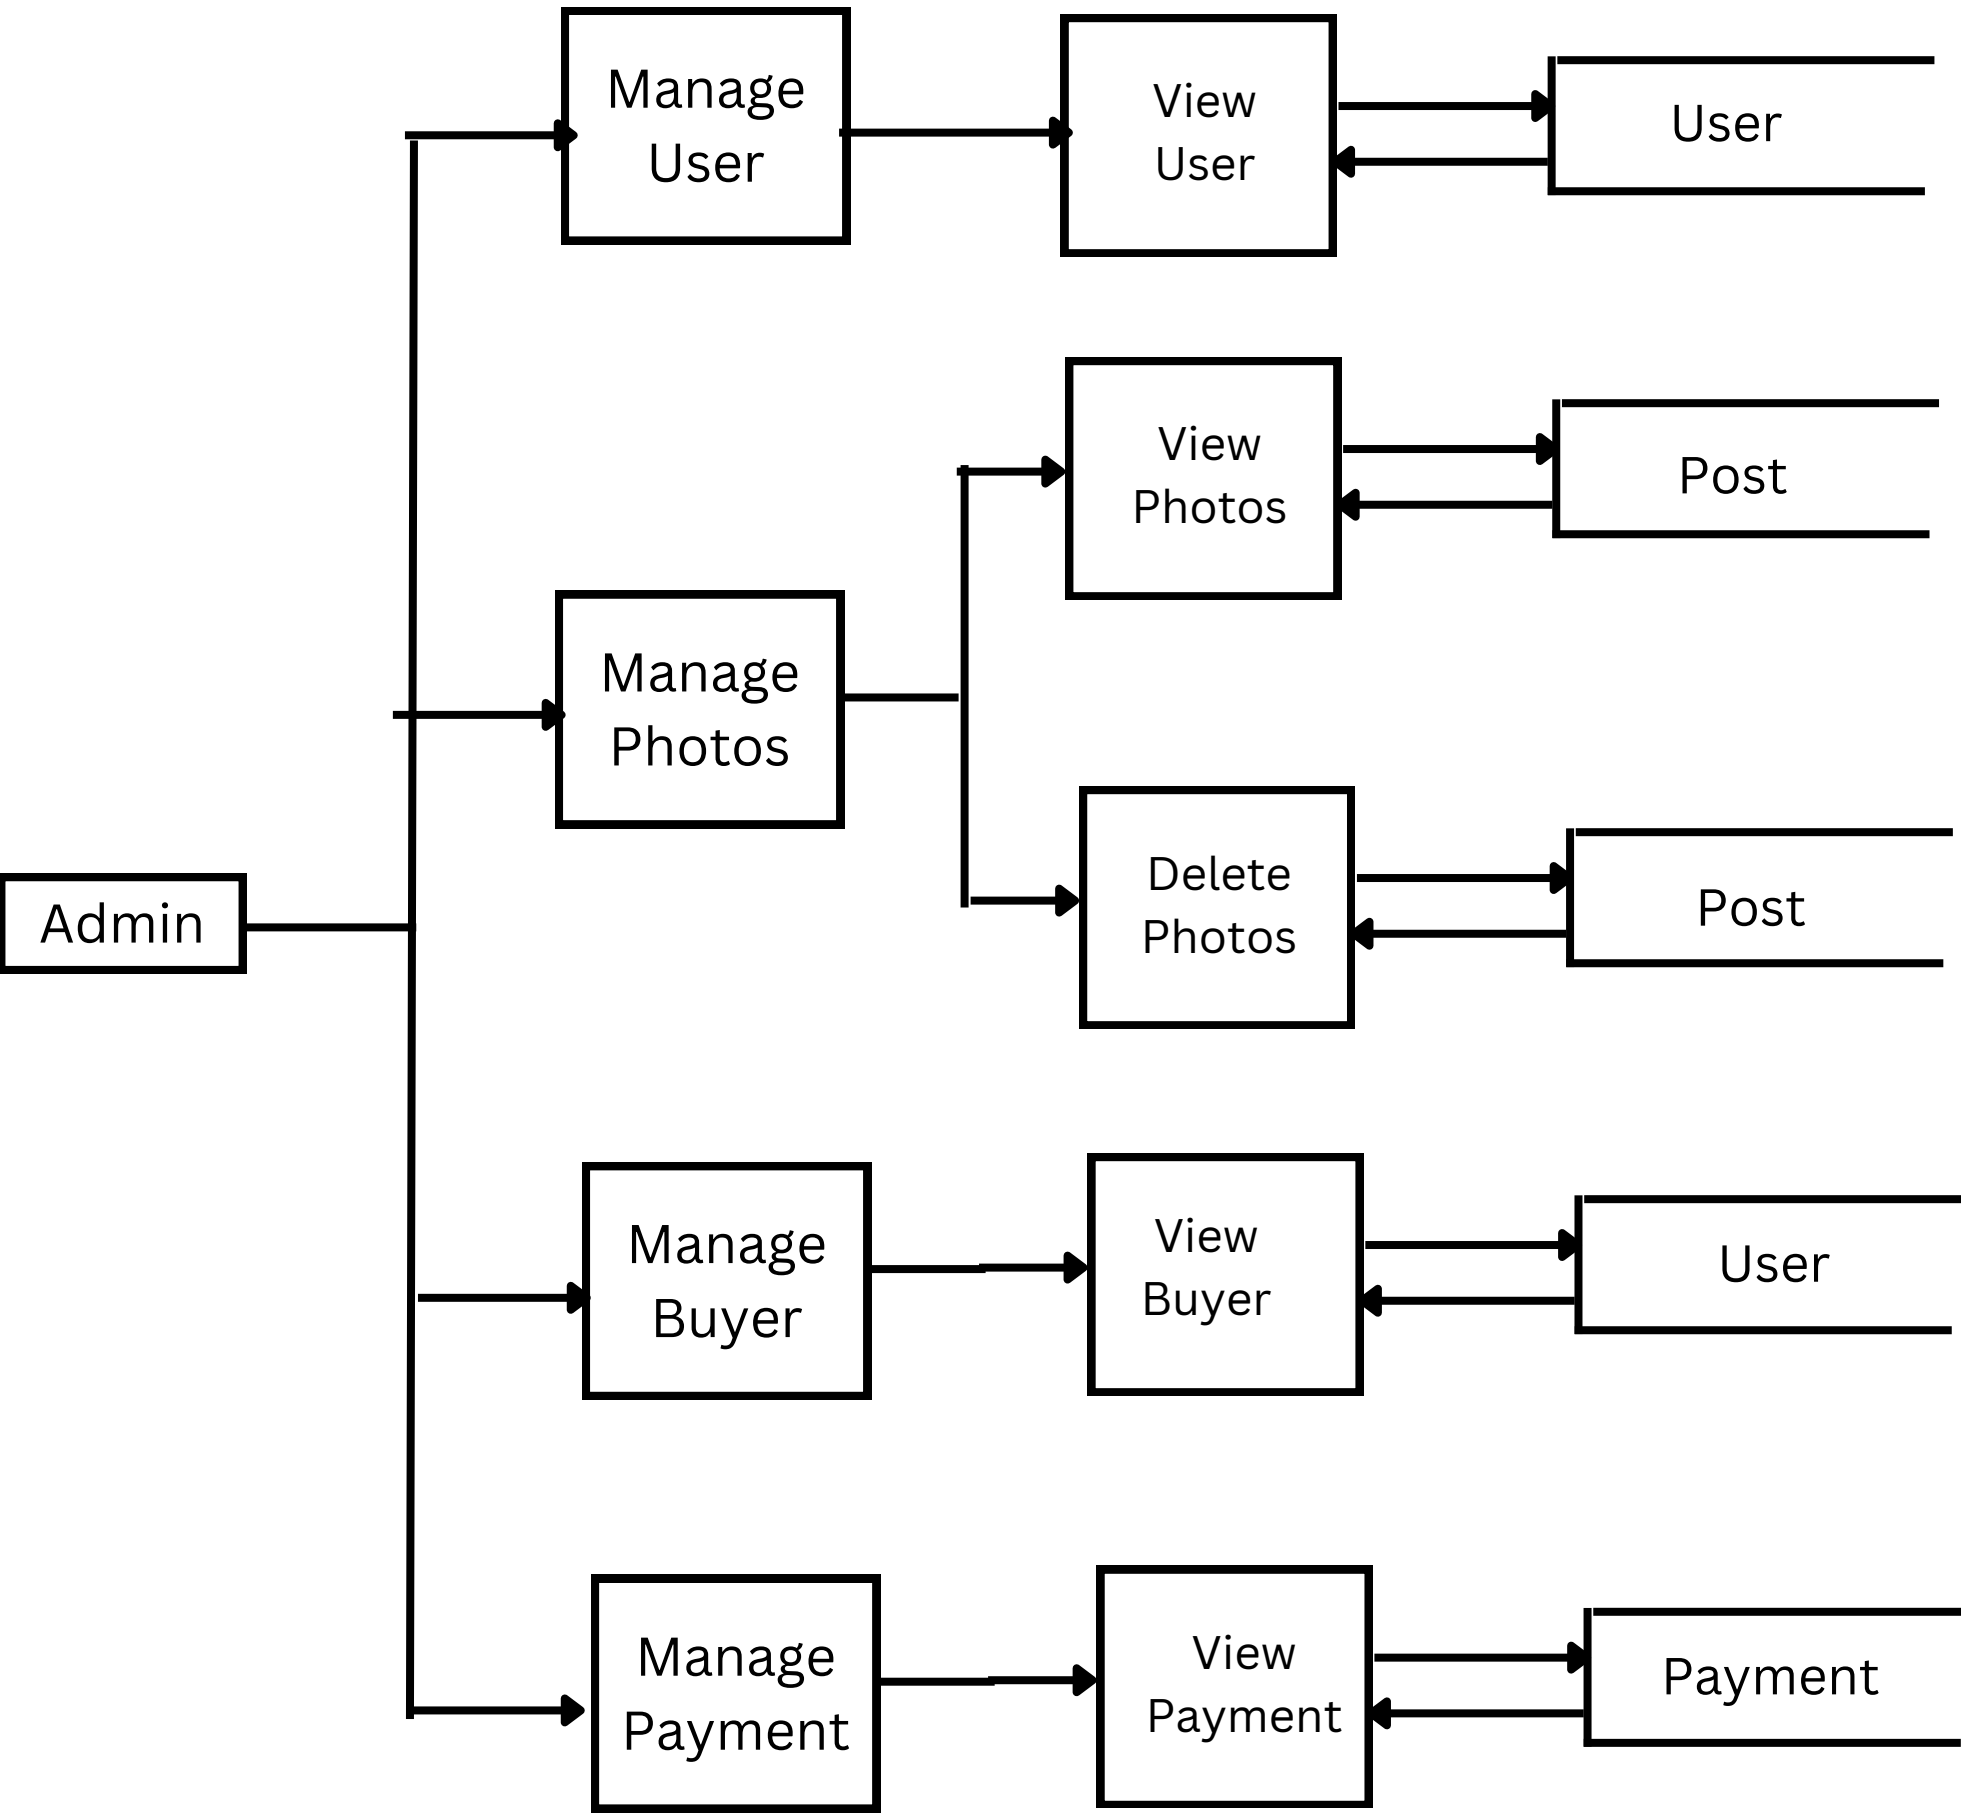 Manage
User
View
User
User
View
Photos
Post
Manage
Photos
Delete
Photos
Post
Admin
Manage
Buyer
View
Buyer
User
Manage
Payment
View
Payment
Payment